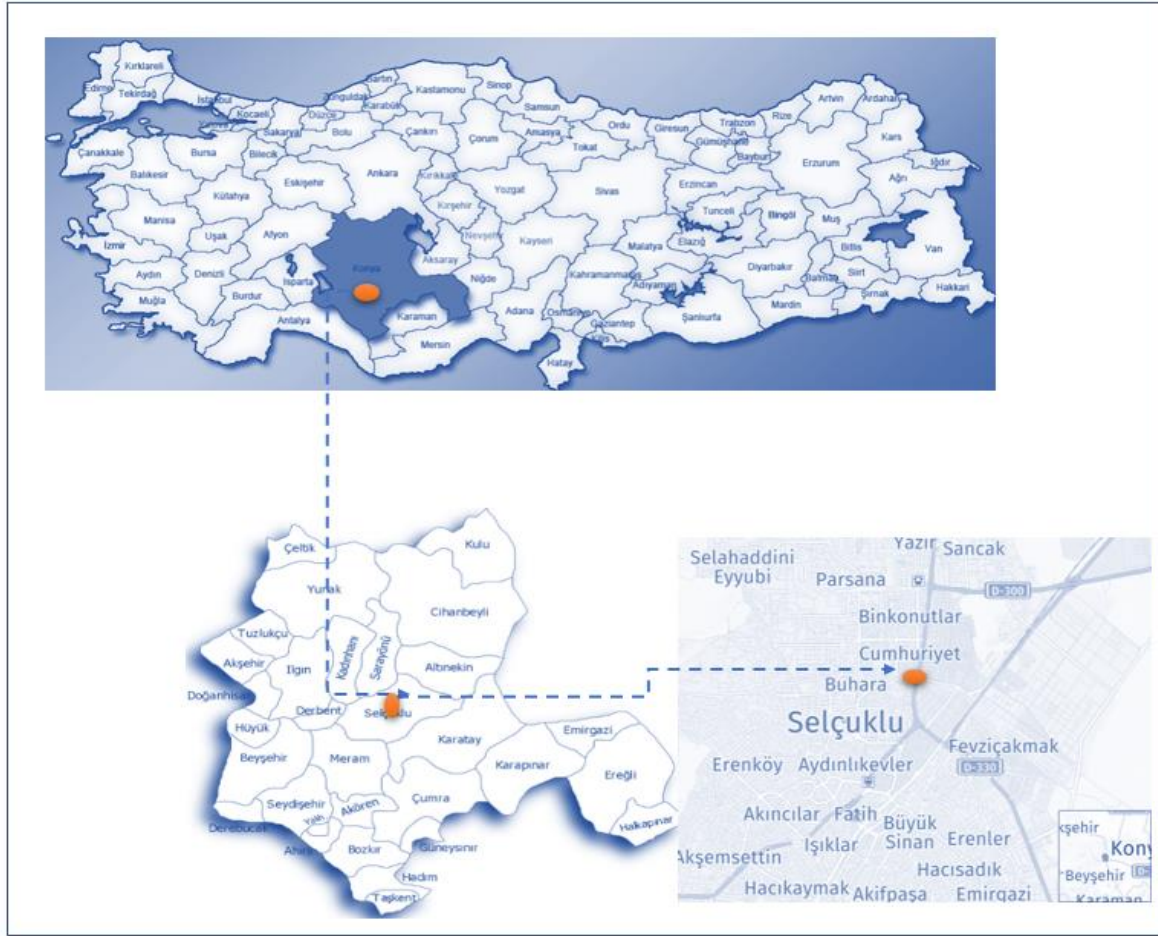 Kırklareli
Edirne
Tekirdağ
İstanbul
Kocaeli
Yalova
Sakarya
Düzce
Zonguldak
Bartın
Karabük
Kastamonu
Sinop
Samsun
Ordu
Giresun
Trabzon
Rize
Artvin
Ardahan
Çanakkale
Balıkesir
Bursa
Bilecik
Bolu
Çankırı
Çorum
Amasya
Tokat
Gümüşhane
Bayburt
Erzurum
Kars
Iğdır
Ağrı
Kütahya
Eskişehir
Ankara
Kırıkkale
Kırşehir
Yozgat
Sivas
Erzincan
Tunceli
Bingöl
Muş
Manisa
Uşak
Afyon
Konya
Aksaray
Nevşehir
Kayseri
Malatya
Elazığ
Bitlis
Van
İzmir
Aydın
Denizli
Isparta
Niğde
Kahramanmaraş
Adıyaman
Diyarbakır
Batman
Siirt
Hakkari
Muğla
Burdur
Antalya
Karaman
Mersin
Adana
Osmaniye
Gaziantep
Kilis
Şanlıurfa
Mardin
Şırnak
Hatay
Çeltik
Kulu
Yunak
Cihanbeyli
Tuzlukçu
Akşehir
Ilgın
Kadınhanı
Sarayönü
Altınekin
Doğanhisar
Derbent
Selçuklu
Hüyük
Beyşehir
Meram
Karatay
Emirgazi
Karapınar
Ereğli
Seydişehir
Akören
Çumra
Yalıh
Halkapınar
Derebucak
Ahırlı
Bozkır
Güneysınır
Hadım
Taşkent
Yazır
Sancak
Selahaddini
Eyyubi
Parsana
D-300
Binkonutlar
Cumhuriyet
Buhara
Selçuklu
Fevziçakmak
D-330
Erenköy
Aydınlıkevler
Akıncılar
Fatih
Büyük
Sinan
Işıklar
Erenler
Akşemsettin
Hacısadık
Hacıkaymak
Akifpaşa
Emirgazi
kşehir
Kony
Beyşehir
Karaman